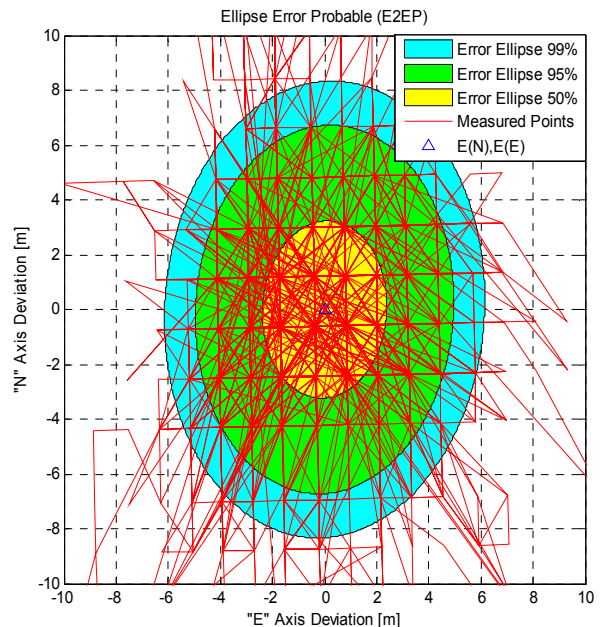 Ellipse Error Probable (E2EP)
Error Ellipse 99%
Error Ellipse 95%
Error Ellipse 50%
Measured Points
E(N),E(E)
10
8
6
4
2
0
-2
-4
-6
-8
-10
"N" Axis Deviation [m]
-10 -8 -6 -4 -2 0 2 4 6 8 10
"E" Axis Deviation [m]